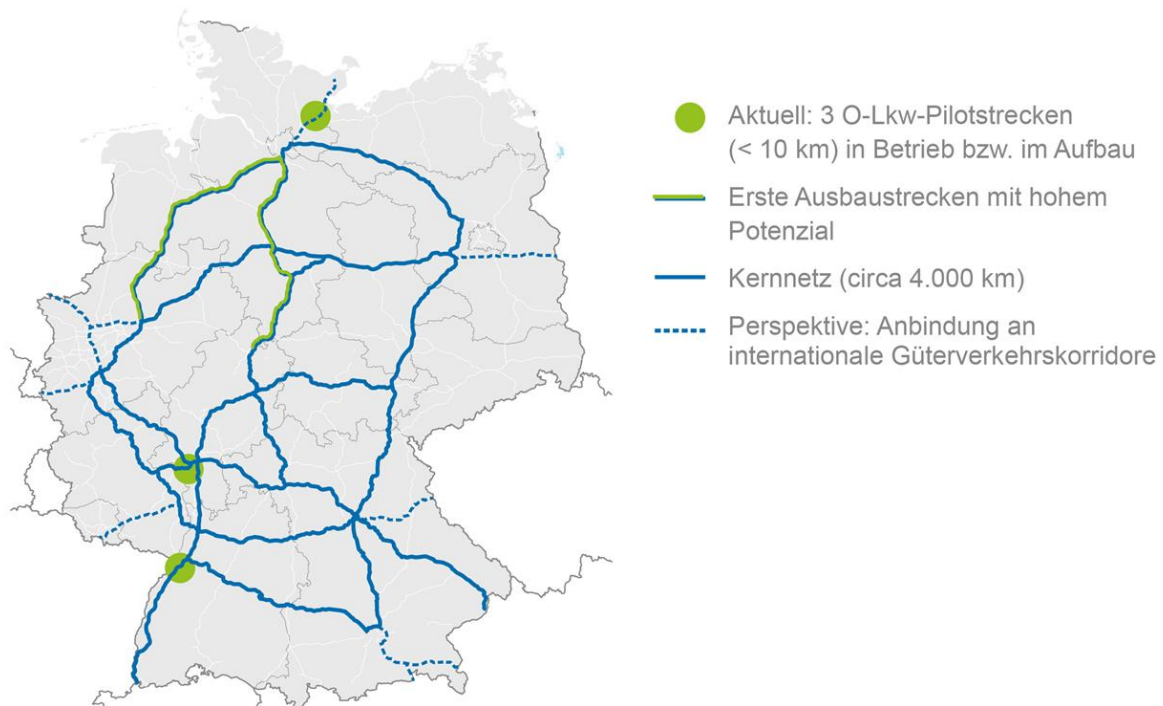 Aktuell: 3 O-Lkw-Pilotstrecken
(< 10 km) in Betrieb bzw. im Aufbau
Erste Ausbaustrecken mit hohem
Potenzial
Kernnetz (circa 4.000 km)
Perspektive: Anbindung an
internationale Güterverkehrskorridore